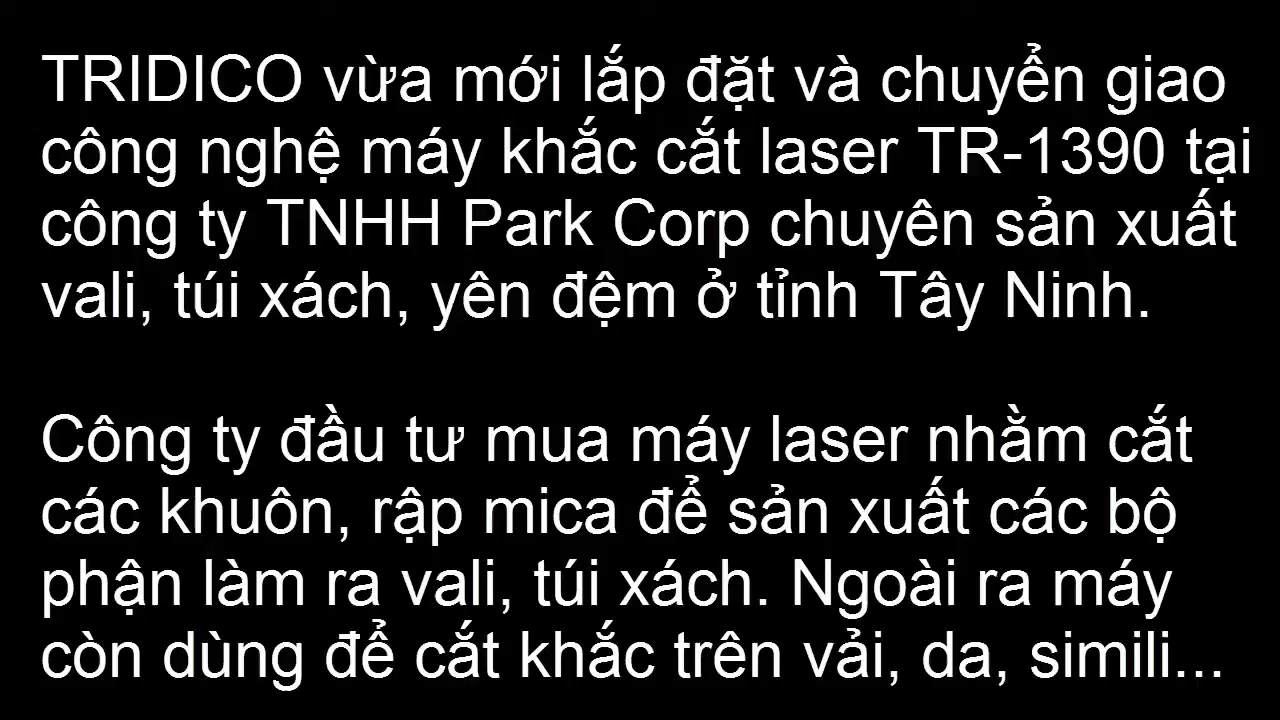 TRIDICO vừa mới lắp đặt và chuyển giao
công nghệ máy khắc cắt laser TR-1390 tại
công ty TNHH Park Corp chuyên sản xuất
vali, túi xách, yên đệm ở tỉnh Tây Ninh.
Công ty đầu tư mua máy laser nhằm cắt
các khuôn, rập mica để sản xuất các bộ
phận làm ra vali, túi xách. Ngoài ra máy
còn dùng để cắt khắc trên vải, da, simili...